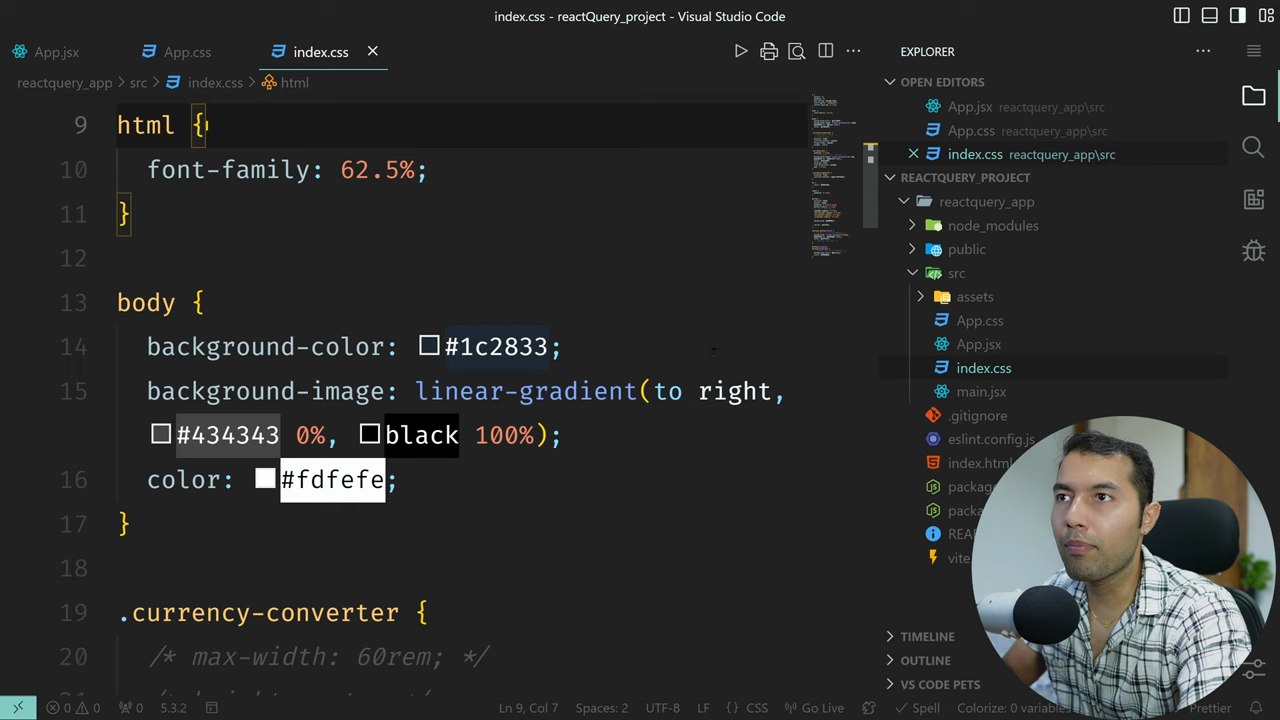 index.css - reactQuery_project - Visual Studio Code
App.jsx
App.css
index.css
reactquery_app > src > index.css > html
9 html {
10 font-family: 62.5%;
11 }
12
13 body {
14 background-color: #1c2833;
15 background-image: linear-gradient(to right,
#434343 0%, black 100%);
16 color: #fdfefe;
17 }
18
19 .currency-converter {
20 /* max-width: 60rem; */
EXPLORER
OPEN EDITORS
App.jsx reactquery_app\src
App.css reactquery_app\src
index.css reactquery_app\src
REACTQUERY_PROJECT
reactquery_app
node_modules
public
src
assets
App.css
App.jsx
index.css
main.jsx
.gitignore
eslint.config.js
index.html
packag
packa
REA
vite
TIMELINE
OUTLINE
VS CODE PETS
0 0 0 5.3.2
Ln 9, Col 7 Spaces: 2 UTF-8 LF {} CSS Go Live Spell Colorize: 0 variables Prettier